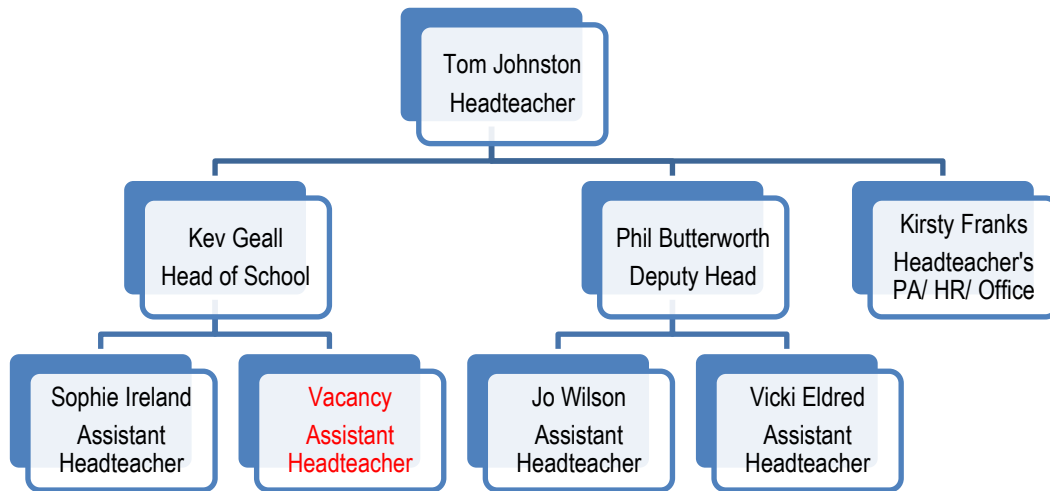 Tom Johnston
Headteacher
Kev Geall
Head of School
Phil Butterworth
Deputy Head
Kirsty Franks
Headteacher's
PA/ HR/ Office
Sophie Ireland
Assistant
Headteacher
Vacancy
Assistant
Headteacher
Jo Wilson
Assistant
Headteacher
Vicki Eldred
Assistant
Headteacher